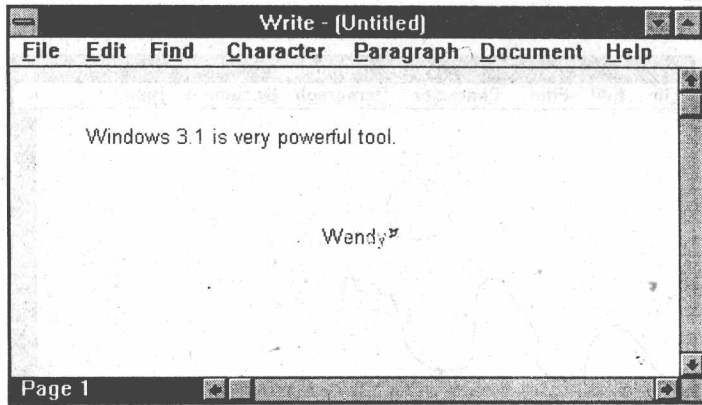 Write - (Untitled)
File Edit Find Character Paragraph Document Help
Windows 3.1 is very powerful tool.
Wendy¤
Page 1